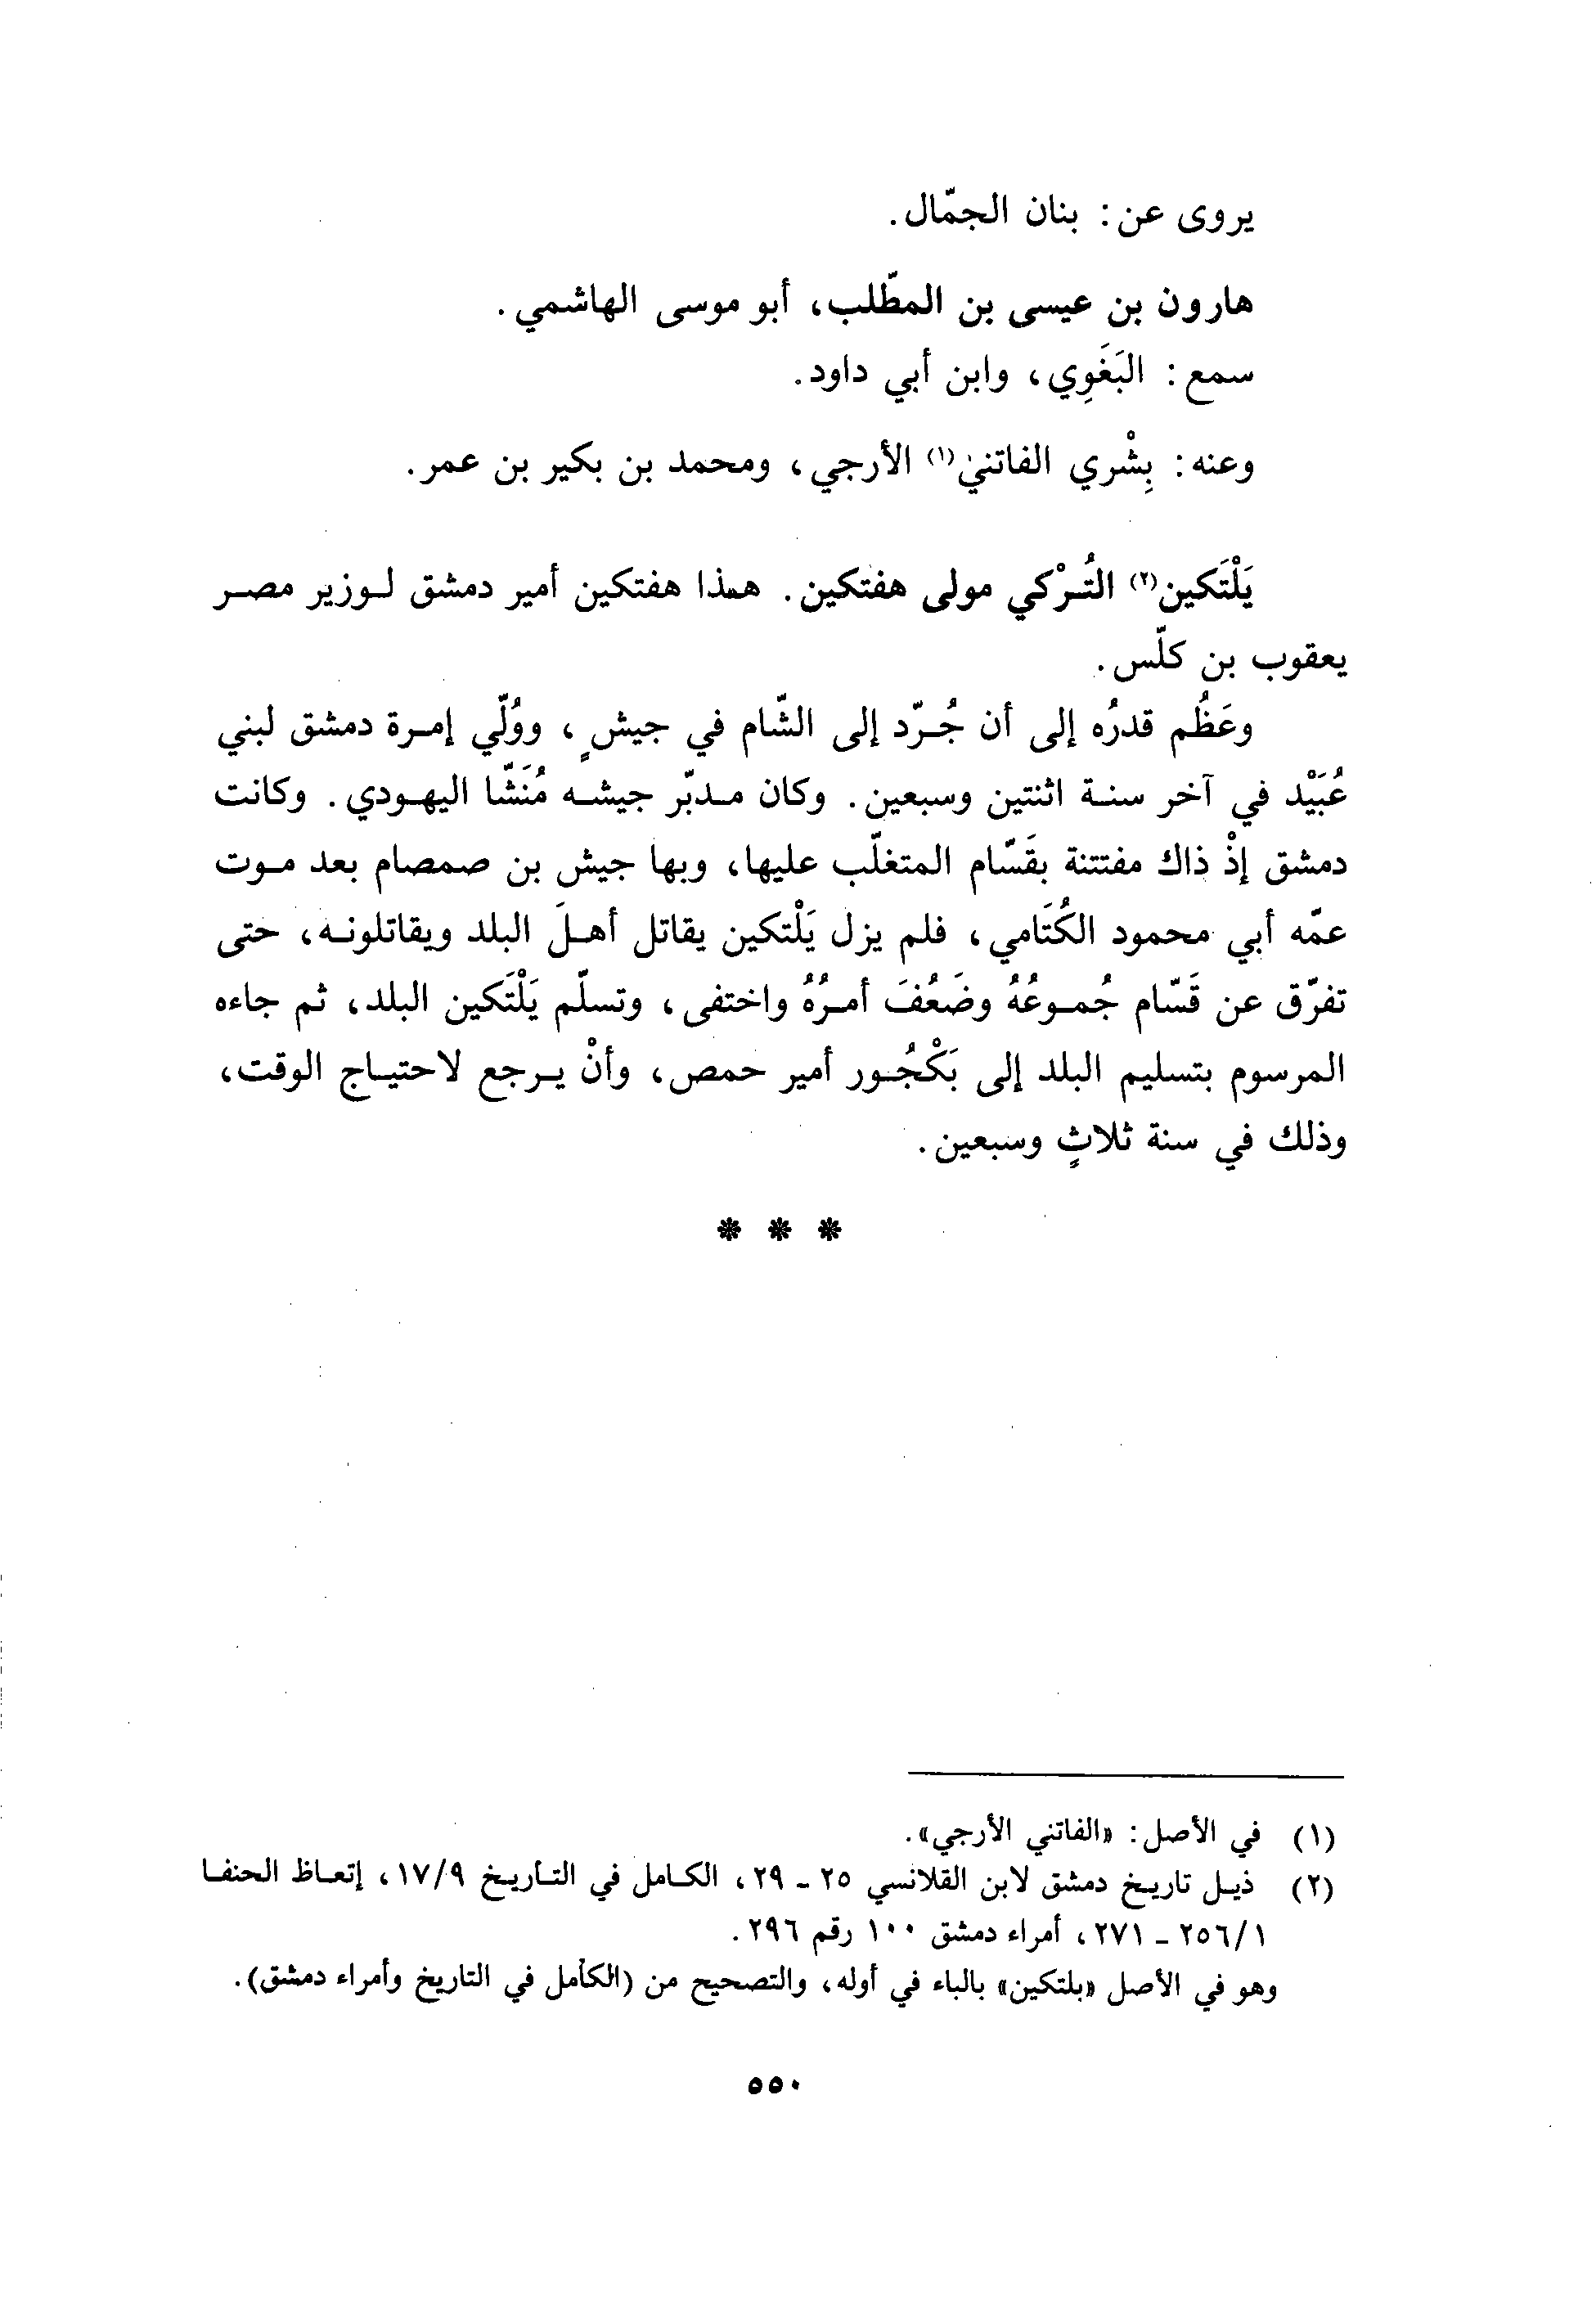 يروى عن: بنان الجمّال.
هارون بن عيسى بن المطّلب، أبو موسى الهاشمي.
سمع: البَغَوِي، وابن أبي داود.
وعنه: بِشْري الفاتني(١) الأرجي، ومحمد بن بكير بن عمر.
يَلْتَكين(٢) التُرْكي مولى هفتكين. هذا هفتكين أمير دمشق لوزير مصر
يعقوب بن كلّس.
وعَظُم قدرُه إلى أن جُرّد إلى الشّام في جيشٍ، ووُلّي إمرة دمشق لبني
عُبَيْد في آخر سنة اثنتين وسبعين. وكان مدبّر جيشه مُنَشّا اليهودي. وكانت
دمشق إذْ ذاك مفتتنة بقَسّام المتغلّب عليها، وبها جيش بن صمصام بعد موت
عمّه أبي محمود الكُتَامي، فلم يزل يَلْتكين يقاتل أهلَ البلد ويقاتلونه، حتى
تفرّق عن قَسّام جُموعُهُ وضَعُفَ أمرُهُ واختفى، وتسلّم يَلْتَكين البلد، ثم جاءه
المرسوم بتسليم البلد إلى بَكْجُور أمير حمص، وأنْ يرجع لاحتياج الوقت،
وذلك في سنة ثلاثٍ وسبعين.
* * *
(١) في الأصل: «الفاتني الأرجي».
(٢) ذيل تاريخ دمشق لابن القلانسي ٢٥ - ٢٩، الكامل في التاريخ ١٧/٩، إتعاظ الحنفا
٢٥٦/١ - ٢٧١، أمراء دمشق ١٠٠ رقم ٢٩٦.
وهو في الأصل «بلتكين» بالباء في أوله، والتصحيح من (الكامل في التاريخ وأمراء دمشق).
٥٥٠